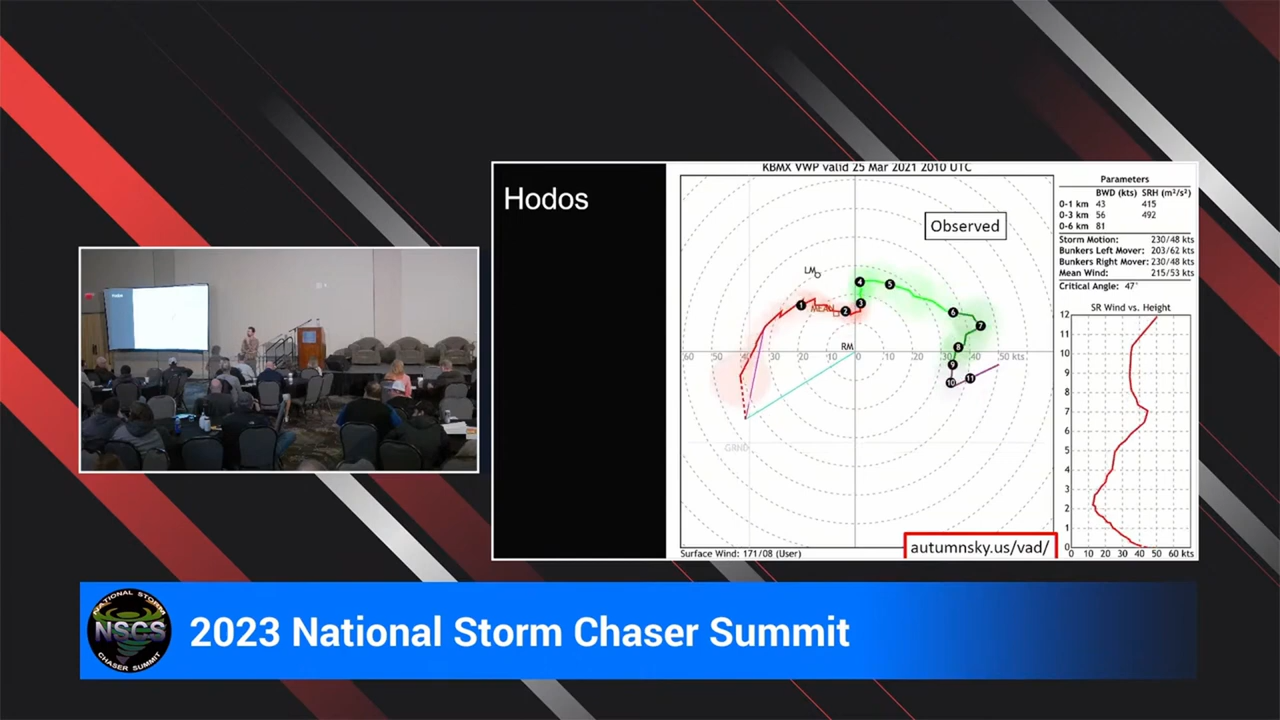 KBMX VWP valid 25 Mar 2021 2010 UTC
Hodos
Observed
LM
MEAN
RM
1
2
3
4
5
6
7
8
9
10
11
60 50 40 30 20 10 0 10 20 30 40 50 kts
GRND
Surface Wind: 171/08 (User)
autumnsky.us/vad/
Parameters
BWD (kts) SRH (m²/s²)
0-1 km 43 415
0-3 km 56 492
0-6 km 81
Storm Motion: 230/48 kts
Bunkers Left Mover: 203/62 kts
Bunkers Right Mover: 230/48 kts
Mean Wind: 215/53 kts
Critical Angle: 47°
SR Wind vs. Height
12
11
10
9
8
7
6
5
4
3
2
1
0
0 10 20 30 40 50 60 kts
NATIONAL STORM
NSCS
CHASER SUMMIT
2023 National Storm Chaser Summit